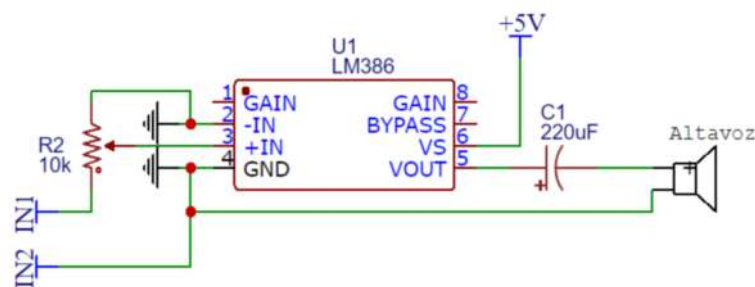 +5V
U1
LM386
1 GAIN
2 -IN
3 +IN
4 GND
GAIN 8
BYPASS 7
VS 6
VOUT 5
R2
10k
C1
220uF
+
Altavoz
+
IN1
IN2